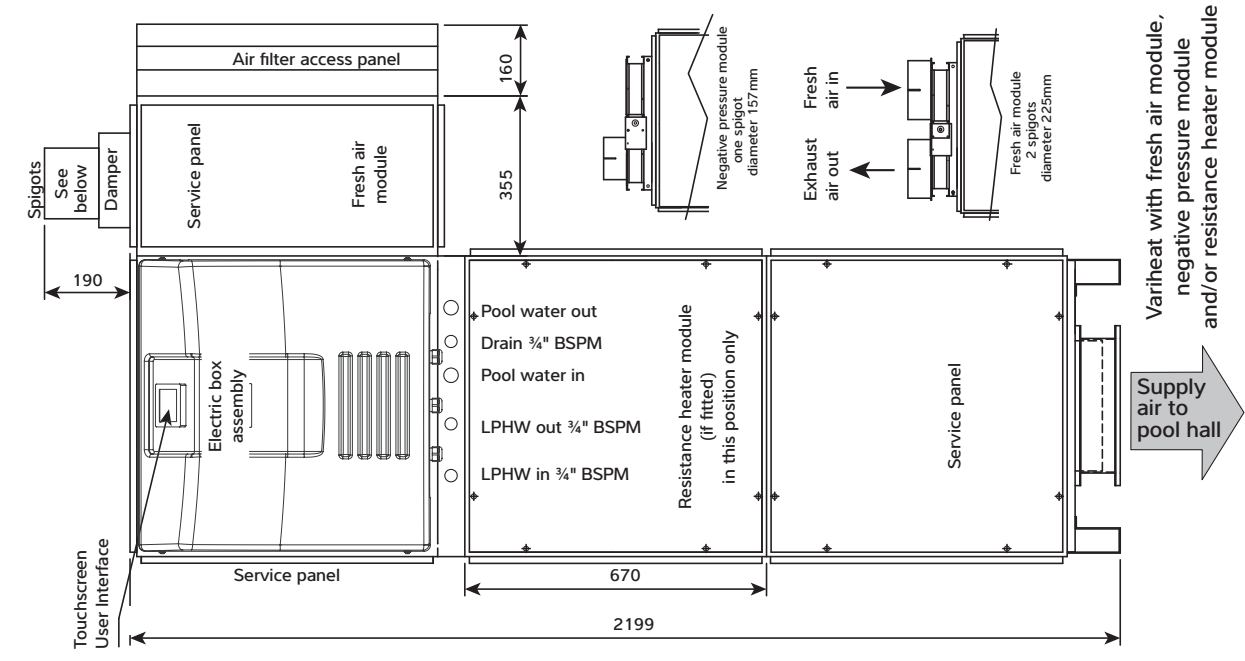 Air filter access panel
160
355
Spigots
See
below
Damper
Service panel
Fresh air
module
190
Negative pressure module
one spigot
diameter 157mm
Fresh
air in
Exhaust
air out
Fresh air module
2 spigots
diameter 225mm
Variheat with fresh air module,
negative pressure module
and/or resistance heater module
Electric box
assembly
Pool water out
Drain ¾" BSPM
Pool water in
LPHW out ¾" BSPM
LPHW in ¾" BSPM
Resistance heater module
(if fitted)
in this position only
Service panel
Supply
air to
pool hall
Touchscreen
User Interface
Service panel
670
2199